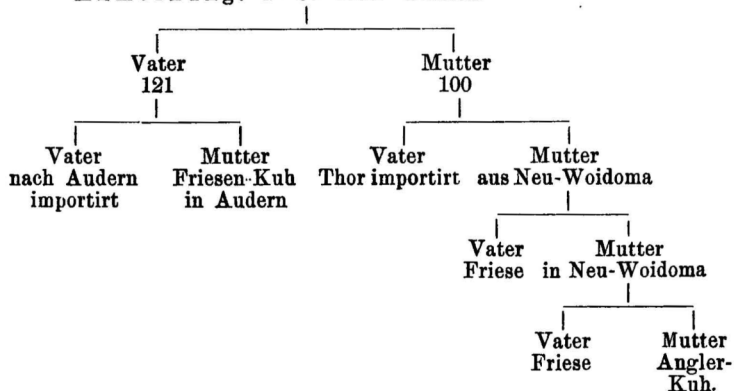 Vater Mutter
121 100
Vater Mutter Vater Mutter
nach Audern Friesen-Kuh Thor importirt aus Neu-Woidoma
importirt in Audern
Vater Mutter
Friese in Neu-Woidoma
Vater Mutter
Friese Angler-
Kuh.